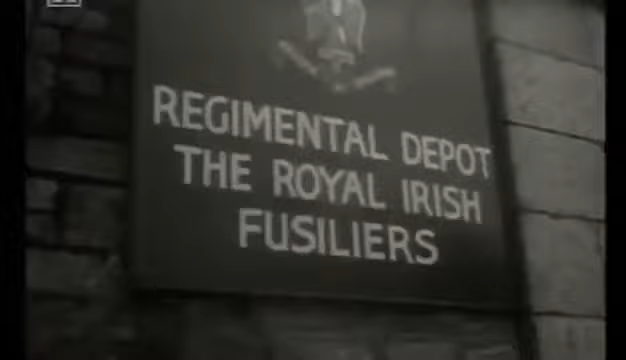 REGIMENTAL DEPOT
THE ROYAL IRISH
FUSILIERS